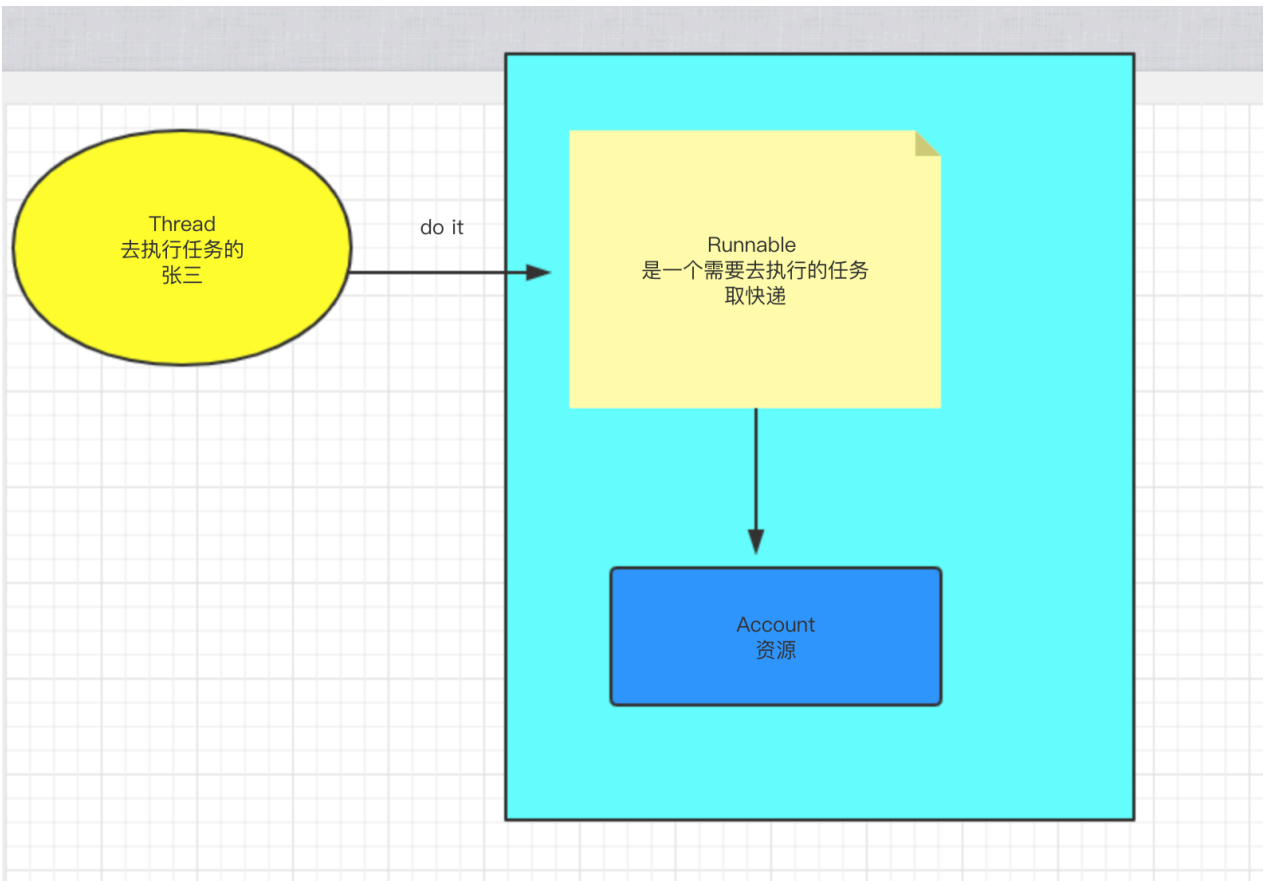 Thread
去执行任务的
张三
do it
Runnable
是一个需要去执行的任务
取快递
Account
资源